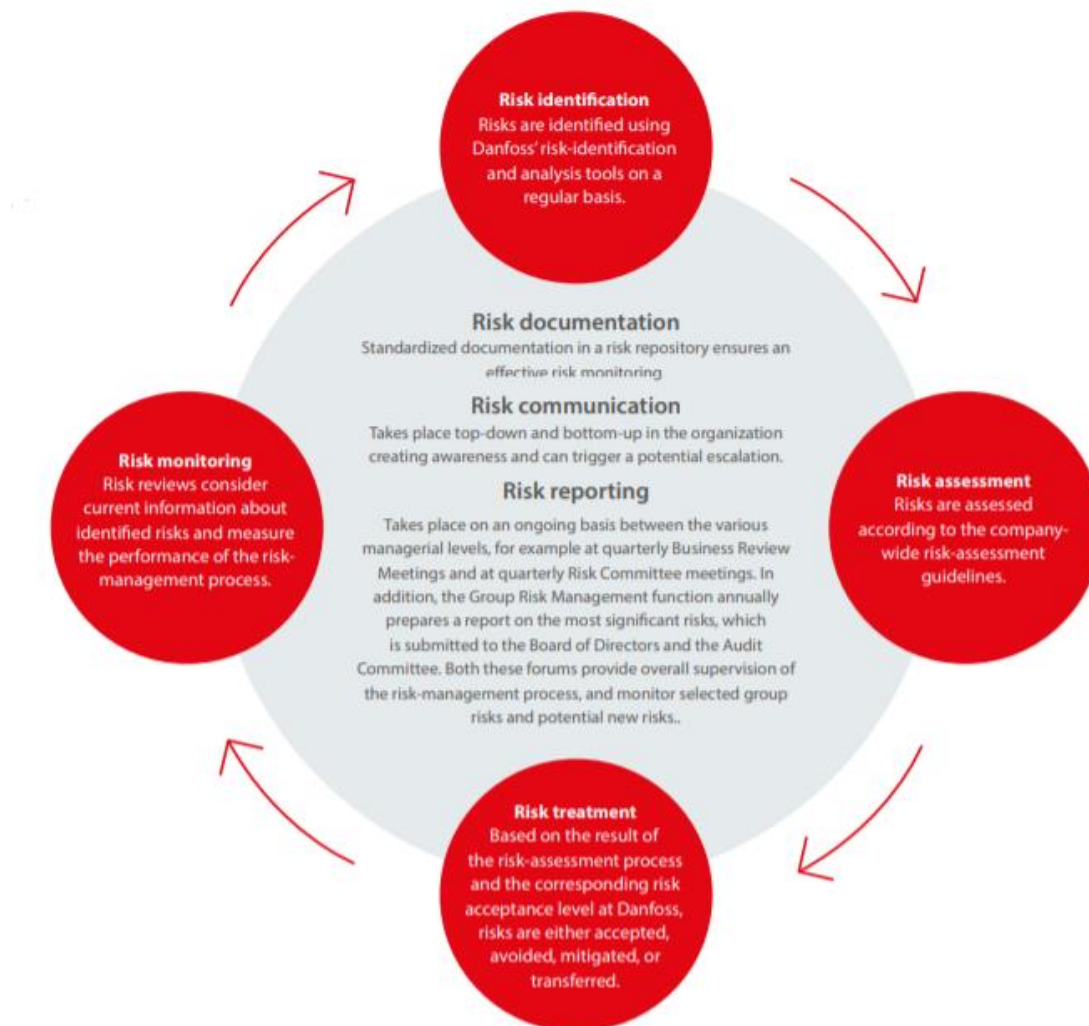 Risk identification
Risks are identified using
Danfoss' risk-identification
and analysis tools on a
regular basis.
Risk documentation
Standardized documentation in a risk repository ensures an
effective risk monitoring
Risk communication
Takes place top-down and bottom-up in the organization
creating awareness and can trigger a potential escalation.
Risk reporting
Takes place on an ongoing basis between the various
managerial levels, for example at quarterly Business Review
Meetings and at quarterly Risk Committee meetings. In
addition, the Group Risk Management function annually
prepares a report on the most significant risks, which
is submitted to the Board of Directors and the Audit
Committee. Both these forums provide overall supervision of
the risk-management process, and monitor selected group
risks and potential new risks..
Risk monitoring
Risk reviews consider
current information about
identified risks and measure
the performance of the risk-
management process.
Risk assessment
Risks are assessed
according to the company-
wide risk-assessment
guidelines.
Risk treatment
Based on the result of
the risk-assessment process
and the corresponding risk
acceptance level at Danfoss,
risks are either accepted,
avoided, mitigated, or
transferred.